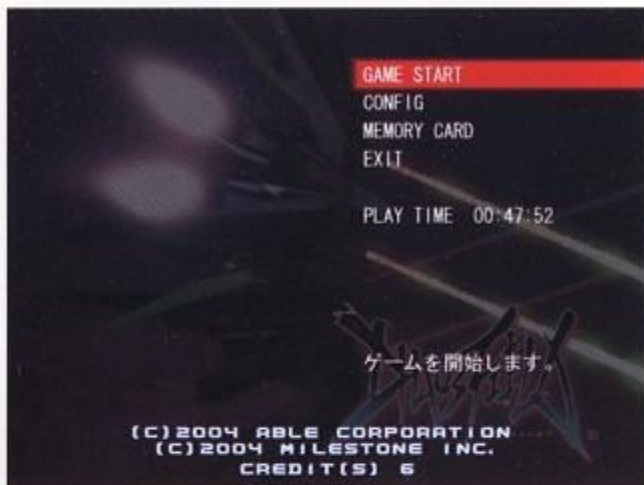 GAME START
CONFIG
MEMORY CARD
EXIT
PLAY TIME 00:47:52
ゲームを開始します。
(C)2004 ABLE CORPORATION
(C)2004 MILESTONE INC.
CREDIT(S) 6